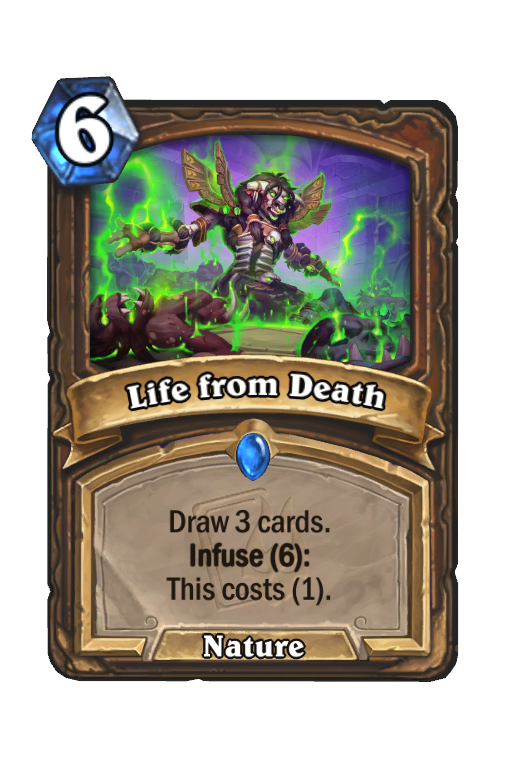 6
Life from Death
Draw 3 cards.
Infuse (6):
This costs (1).
Nature